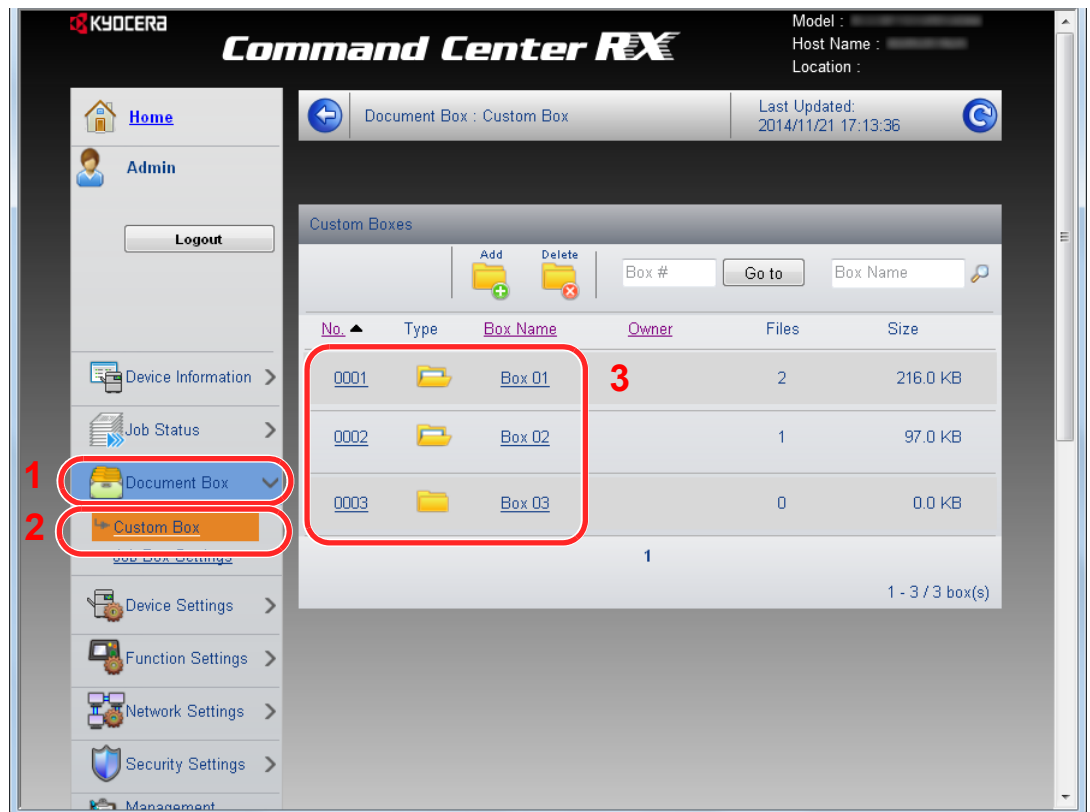 KYOCERA
Command Center RX
Model :
Host Name :
Location :
Home
Document Box : Custom Box
Last Updated:
2014/11/21 17:13:36
Admin
Logout
Custom Boxes
Add Delete
Box # Go to Box Name
No. Type Box Name Owner Files Size
0001 Box 01 3 2 216.0 KB
0002 Box 02 1 97.0 KB
0003 Box 03 0 0.0 KB
1
1 - 3 / 3 box(s)
Device Information
Job Status
1 Document Box
2 Custom Box
Job Box Settings
Device Settings
Function Settings
Network Settings
Security Settings
Management